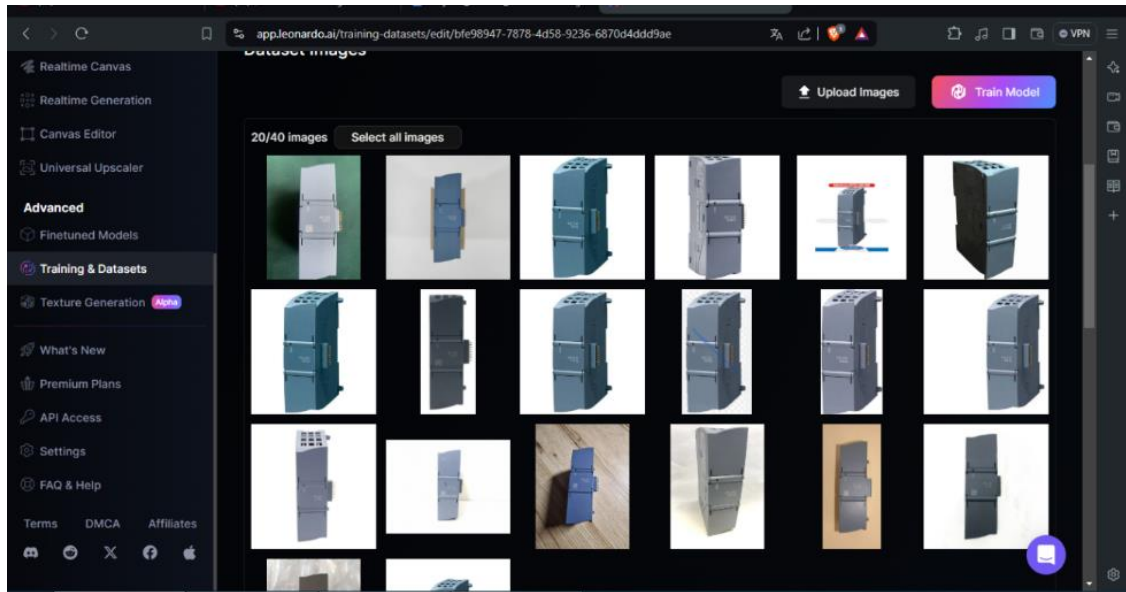 app.leonardo.ai/training-datasets/edit/bfe98947-7878-4d58-9236-6870d4ddd9ae
VPN
Realtime Canvas
Realtime Generation
Canvas Editor
Universal Upscaler
Advanced
Finetuned Models
Training & Datasets
Texture Generation Alpha
What's New
Premium Plans
API Access
Settings
FAQ & Help
Terms DMCA Affiliates
Dataset Images
Upload Images
Train Model
20/40 images Select all images